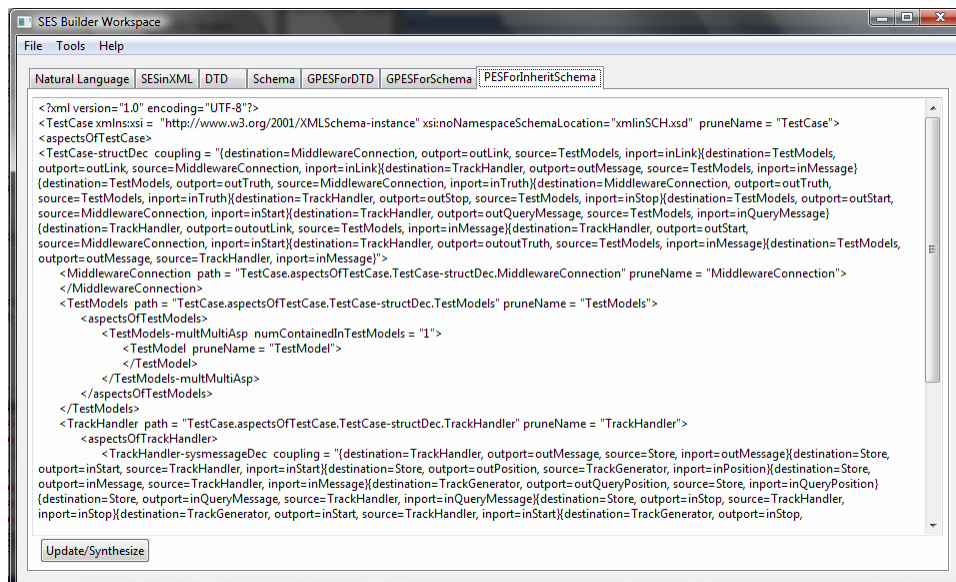 SES Builder Workspace
File Tools Help
Natural Language SESinXML DTD Schema GPESForDTD GPESForSchema PESForInheritSchema
<?xml version="1.0" encoding="UTF-8"?>
<TestCase xmlns:xsi = "http://www.w3.org/2001/XMLSchema-instance" xsi:noNamespaceSchemaLocation="xmlinSCH.xsd" pruneName = "TestCase">
<aspectsOfTestCase>
<TestCase-structDec coupling = "{destination=MiddlewareConnection, outport=outLink, source=TestModels, inport=inLink}{destination=TestModels,
outport=outLink, source=MiddlewareConnection, inport=inLink}{destination=TrackHandler, outport=outMessage, source=TestModels, inport=inMessage}
{destination=TestModels, outport=outTruth, source=MiddlewareConnection, inport=inTruth}{destination=MiddlewareConnection, outport=outTruth,
source=TestModels, inport=inTruth}{destination=TrackHandler, outport=outStop, source=TestModels, inport=inStop}{destination=TestModels, outport=outStart,
source=MiddlewareConnection, inport=inStart}{destination=TrackHandler, outport=outQueryMessage, source=TestModels, inport=inQueryMessage}
{destination=TrackHandler, outport=outoutLink, source=TestModels, inport=inMessage}{destination=TrackHandler, outport=outStart,
source=MiddlewareConnection, inport=inStart}{destination=TrackHandler, outport=outoutTruth, source=TestModels, inport=inMessage}{destination=TestModels,
outport=outMessage, source=TrackHandler, inport=inMessage}">
<MiddlewareConnection path = "TestCase.aspectsOfTestCase.TestCase-structDec.MiddlewareConnection" pruneName = "MiddlewareConnection">
</MiddlewareConnection>
<TestModels path = "TestCase.aspectsOfTestCase.TestCase-structDec.TestModels" pruneName = "TestModels">
<aspectsOfTestModels>
<TestModels-multMultiAsp numContainedInTestModels = "1">
<TestModel pruneName = "TestModel">
</TestModel>
</TestModels-multMultiAsp>
</aspectsOfTestModels>
</TestModels>
<TrackHandler path = "TestCase.aspectsOfTestCase.TestCase-structDec.TrackHandler" pruneName = "TrackHandler">
<aspectsOfTrackHandler>
<TrackHandler-sysmessageDec coupling = "{destination=TrackHandler, outport=outMessage, source=Store, inport=outMessage}{destination=Store,
outport=inStart, source=TrackHandler, inport=inStart}{destination=Store, outport=outPosition, source=TrackGenerator, inport=inPosition}{destination=Store,
outport=inMessage, source=TrackHandler, inport=inMessage}{destination=TrackGenerator, outport=outQueryPosition, source=Store, inport=inQueryPosition}
{destination=Store, outport=inQueryMessage, source=TrackHandler, inport=inQueryMessage}{destination=Store, outport=inStop, source=TrackHandler,
inport=inStop}{destination=TrackGenerator, outport=inStart, source=TrackHandler, inport=inStart}{destination=TrackGenerator, outport=inStop,
Update/Synthesize